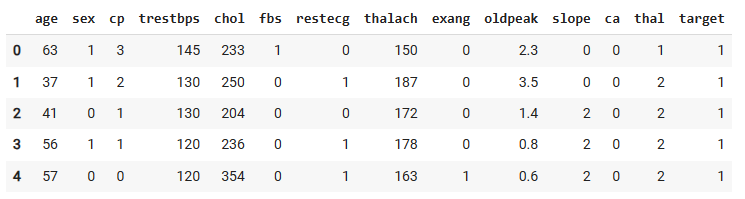 age sex cp trestbps chol fbs restecg thalach exang oldpeak slope ca thal target
0 63 1 3 145 233 1 0 150 0 2.3 0 0 1 1
1 37 1 2 130 250 0 1 187 0 3.5 0 0 2 1
2 41 0 1 130 204 0 0 172 0 1.4 2 0 2 1
3 56 1 1 120 236 0 1 178 0 0.8 2 0 2 1
4 57 0 0 120 354 0 1 163 1 0.6 2 0 2 1